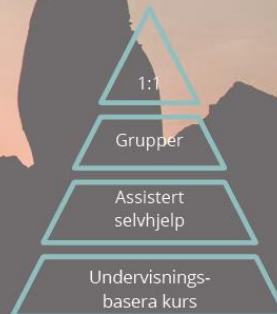 1:1
Grupper
Assistert
selvhjelp
Undervisnings-
basera kurs